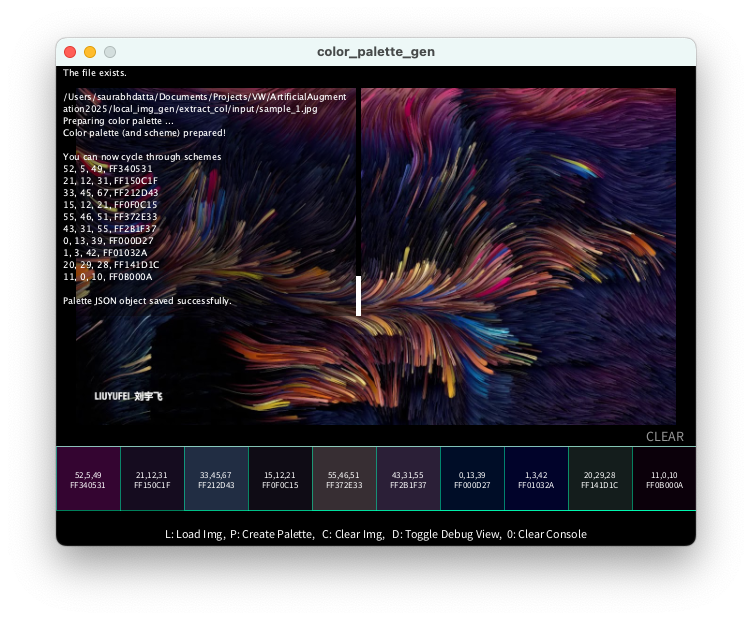 color_palette_gen
The file exists.
/Users/saurabhdatta/Documents/Projects/VW/ArtificialAugment
ation2025/local_img_gen/extract_col/input/sample_1.jpg
Preparing color palette ...
Color-palette (and scheme) prepared!
You can now cycle through schemes
52, 5, 49, FF340531
21, 12, 31, FF150C1F
33, 45, 67, FF212D43
15, 12, 21, FF0F0C15
55, 46, 51, FF372E33
43, 31, 55, FF2B1F37
0, 13, 39, FF000D27
1, 3, 42, FF01032A
20, 29, 28, FF141D1C
11, 0, 10, FF0B000A
Palette JSON object saved successfully.
LIUYUFEI 刘宇飞
CLEAR
52,5,49 21,12,31 33,45,67 15,12,21 55,46,51 43,31,55 0,13,39 1,3,42 20,29,28 11,0,10
FF340531 FF150C1F FF212D43 FF0F0C15 FF372E33 FF2B1F37 FF000D27 FF01032A FF141D1C FF0B000A
L: Load Img, P: Create Palette, C: Clear Img, D: Toggle Debug View, 0: Clear Console